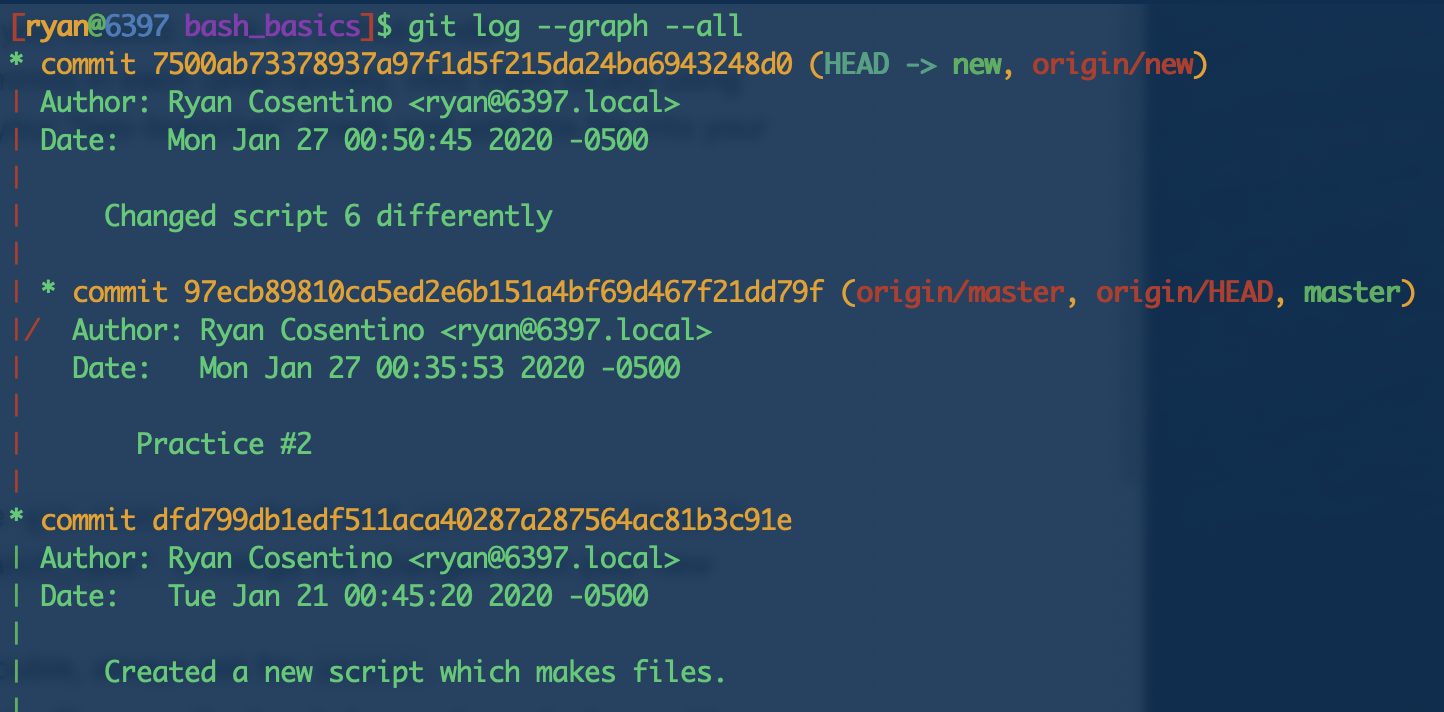 [ryan@6397 bash_basics]$ git log --graph --all
* commit 7500ab73378937a97f1d5f215da24ba6943248d0 (HEAD -> new, origin/new)
| Author: Ryan Cosentino <ryan@6397.local>
| Date:   Mon Jan 27 00:50:45 2020 -0500
|
|     Changed script 6 differently
|
| * commit 97ecb89810ca5ed2e6b151a4bf69d467f21dd79f (origin/master, origin/HEAD, master)
|/  Author: Ryan Cosentino <ryan@6397.local>
|   Date:   Mon Jan 27 00:35:53 2020 -0500
|
|       Practice #2
|
* commit dfd799db1edf511aca40287a287564ac81b3c91e
| Author: Ryan Cosentino <ryan@6397.local>
| Date:   Tue Jan 21 00:45:20 2020 -0500
|
|     Created a new script which makes files.
|